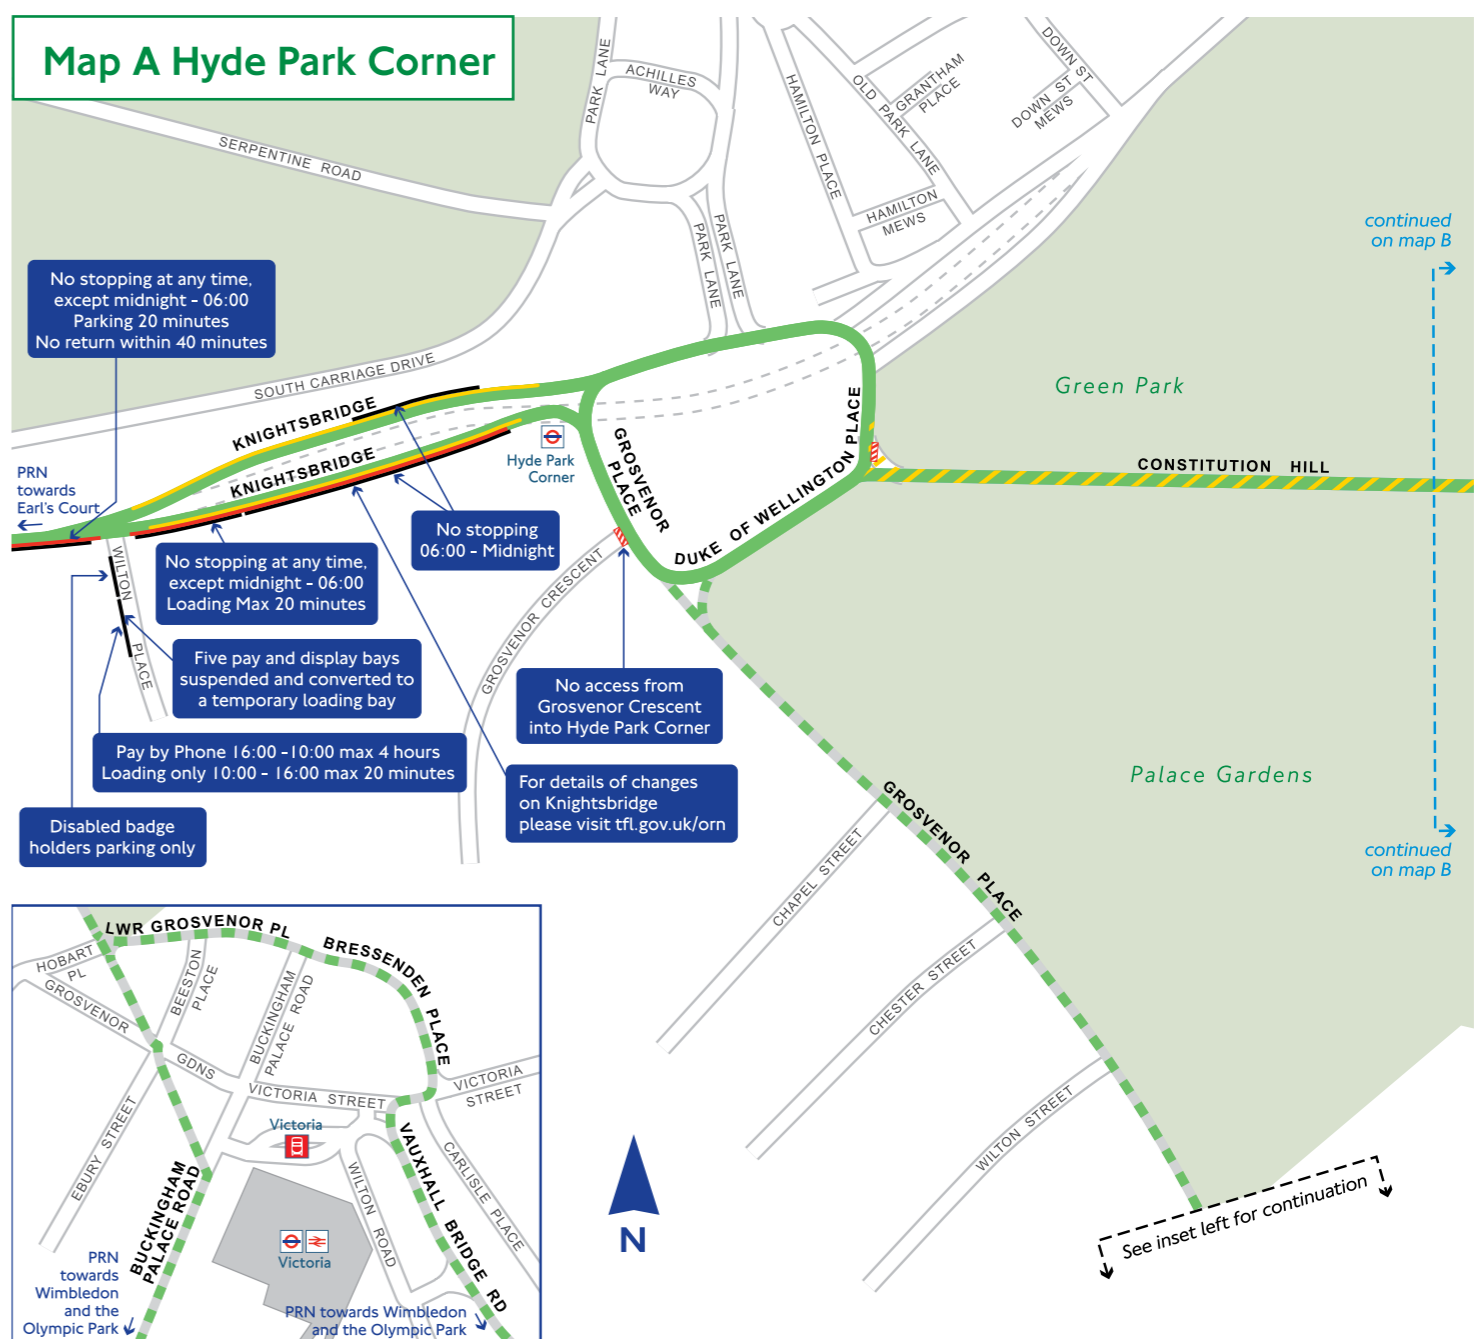 Map A Hyde Park Corner
PARK LANE
ACHILLES
WAY
HAMILTON PLACE
OLD PARK LANE
GRANTHAM
PLACE
DOWN ST
DOWN ST
MEWS
SERPENTINE ROAD
HAMILTON
MEWS
PARK LANE
PARK LANE
continued
on map B
No stopping at any time,
except midnight - 06:00
Parking 20 minutes
No return within 40 minutes
SOUTH CARRIAGE DRIVE
KNIGHTSBRIDGE
KNIGHTSBRIDGE
Green Park
Hyde Park
Corner
GROSVENOR
PLACE
DUKE OF WELLINGTON PLACE
CONSTITUTION HILL
PRN
towards
Earl's Court
No stopping
06:00 - Midnight
No stopping at any time,
except midnight - 06:00
Loading Max 20 minutes
WILTON PLACE
GROSVENOR CRESCENT
Five pay and display bays
suspended and converted to
a temporary loading bay
No access from
Grosvenor Crescent
into Hyde Park Corner
Pay by Phone 16:00 -10:00 max 4 hours
Loading only 10:00 - 16:00 max 20 minutes
For details of changes
on Knightsbridge
please visit tfl.gov.uk/orn
Disabled badge
holders parking only
Palace Gardens
GROSVENOR PLACE
continued
on map B
CHAPEL STREET
CHESTER STREET
WILTON STREET
See inset left for continuation
N
LWR GROSVENOR PL
BRESSENDEN PLACE
HOBART
PL
GROSVENOR GDNS
BEESTON
PLACE
BUCKINGHAM
PALACE ROAD
VICTORIA STREET
VICTORIA
STREET
EBURY STREET
Victoria
BUCKINGHAM
PALACE ROAD
WILTON ROAD
VAUXHALL BRIDGE RD
CARLISLE PLACE
Victoria
PRN
towards
Wimbledon
and the
Olympic Park
PRN towards Wimbledon
and the Olympic Park